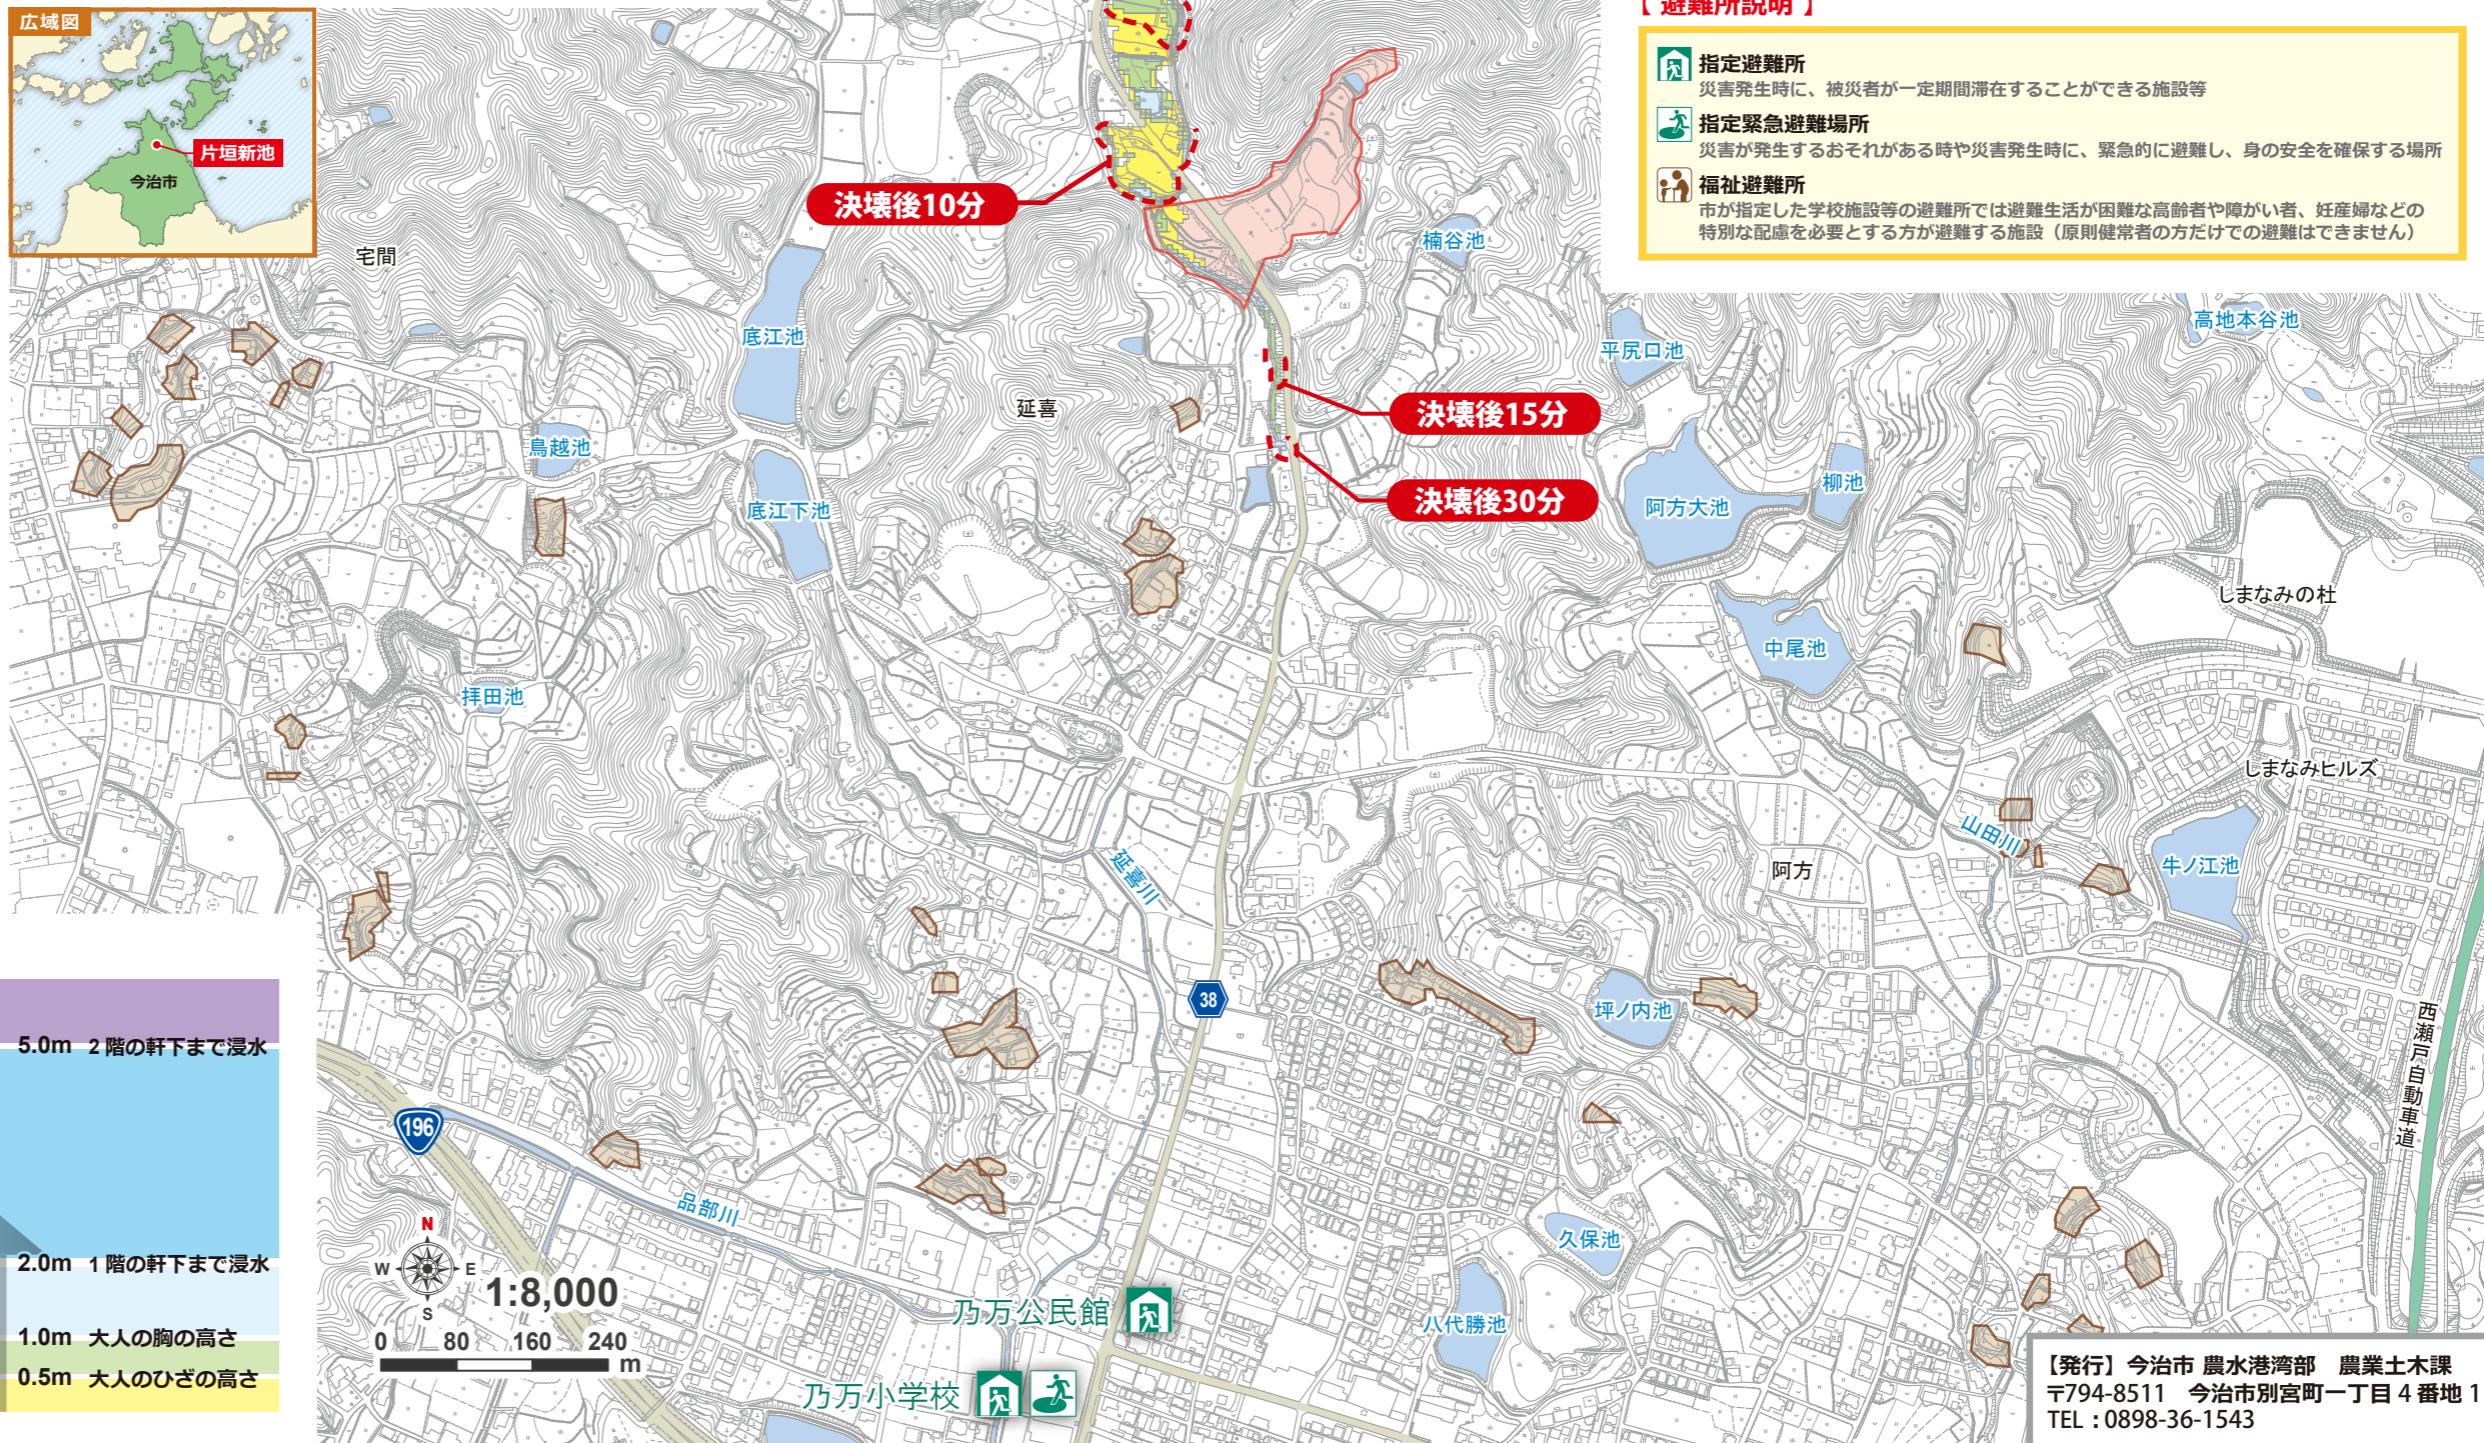 広域図
片垣新池
今治市
【 避難所説明 】
指定避難所
災害発生時に、被災者が一定期間滞在することができる施設等
指定緊急避難場所
災害が発生するおそれがある時や災害発生時に、緊急的に避難し、身の安全を確保する場所
福祉避難所
市が指定した学校施設等の避難所では避難生活が困難な高齢者や障がい者、妊産婦などの
特別な配慮を必要とする方が避難する施設（原則健常者の方だけでの避難はできません）
決壊後10分
宅間
楠谷池
高地本谷池
底江池
平尻口池
延喜
決壊後15分
鳥越池
柳池
決壊後30分
阿方大池
底江下池
しまなみの杜
中尾池
拝田池
しまなみヒルズ
山田川
延喜川
阿方
牛ノ江池
38
坪ノ内池
西瀬戸自動車道
5.0m 2階の軒下まで浸水
196
品部川
久保池
2.0m 1階の軒下まで浸水
N
W E
S
1:8,000
乃万公民館
八代勝池
1.0m 大人の胸の高さ
0 80 160 240
m
0.5m 大人のひざの高さ
乃万小学校
【発行】今治市 農水港湾部 農業土木課
〒794-8511 今治市別宮町一丁目4番地1
TEL：0898-36-1543